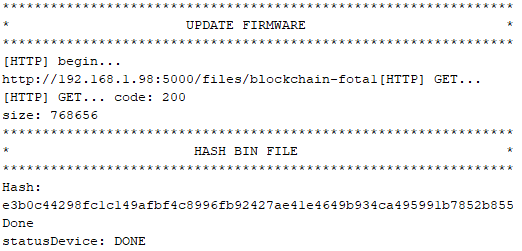 ****************************************************************
*                      UPDATE FIRMWARE                         *
****************************************************************
[HTTP] begin...
http://192.168.1.98:5000/files/blockchain-fota1[HTTP] GET...
[HTTP] GET... code: 200
size: 768656
****************************************************************
*                       HASH BIN FILE                          *
****************************************************************
Hash:
e3b0c44298fc1c149afbf4c8996fb92427ae41e4649b934ca495991b7852b855
Done
statusDevice: DONE